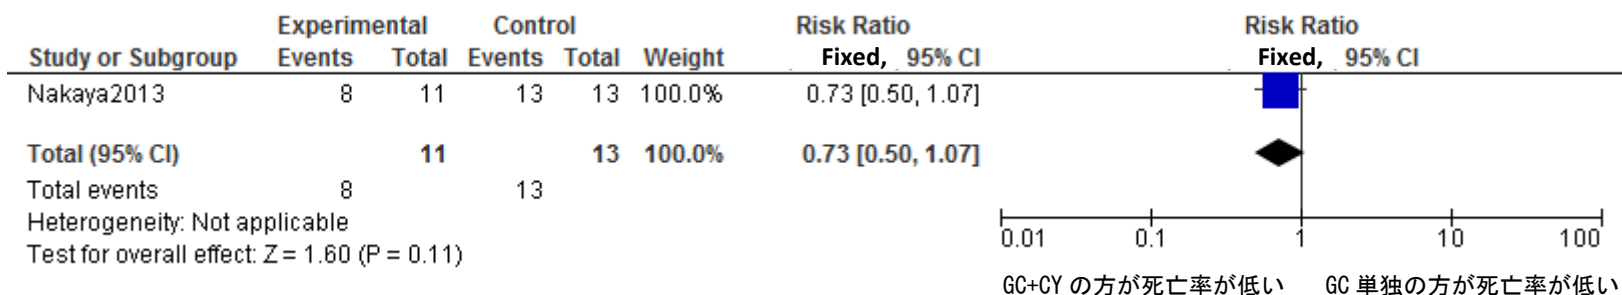 Experimental Control Risk Ratio Risk Ratio
Study or Subgroup Events Total Events Total Weight Fixed, 95% CI Fixed, 95% CI
Nakaya2013 8 11 13 13 100.0% 0.73 [0.50, 1.07]
Total (95% CI) 11 13 100.0% 0.73 [0.50, 1.07]
Total events 8 13
Heterogeneity: Not applicable
Test for overall effect: Z = 1.60 (P = 0.11)
0.01 0.1 1 10 100
GC+CY の方が死亡率が低い GC 単独の方が死亡率が低い